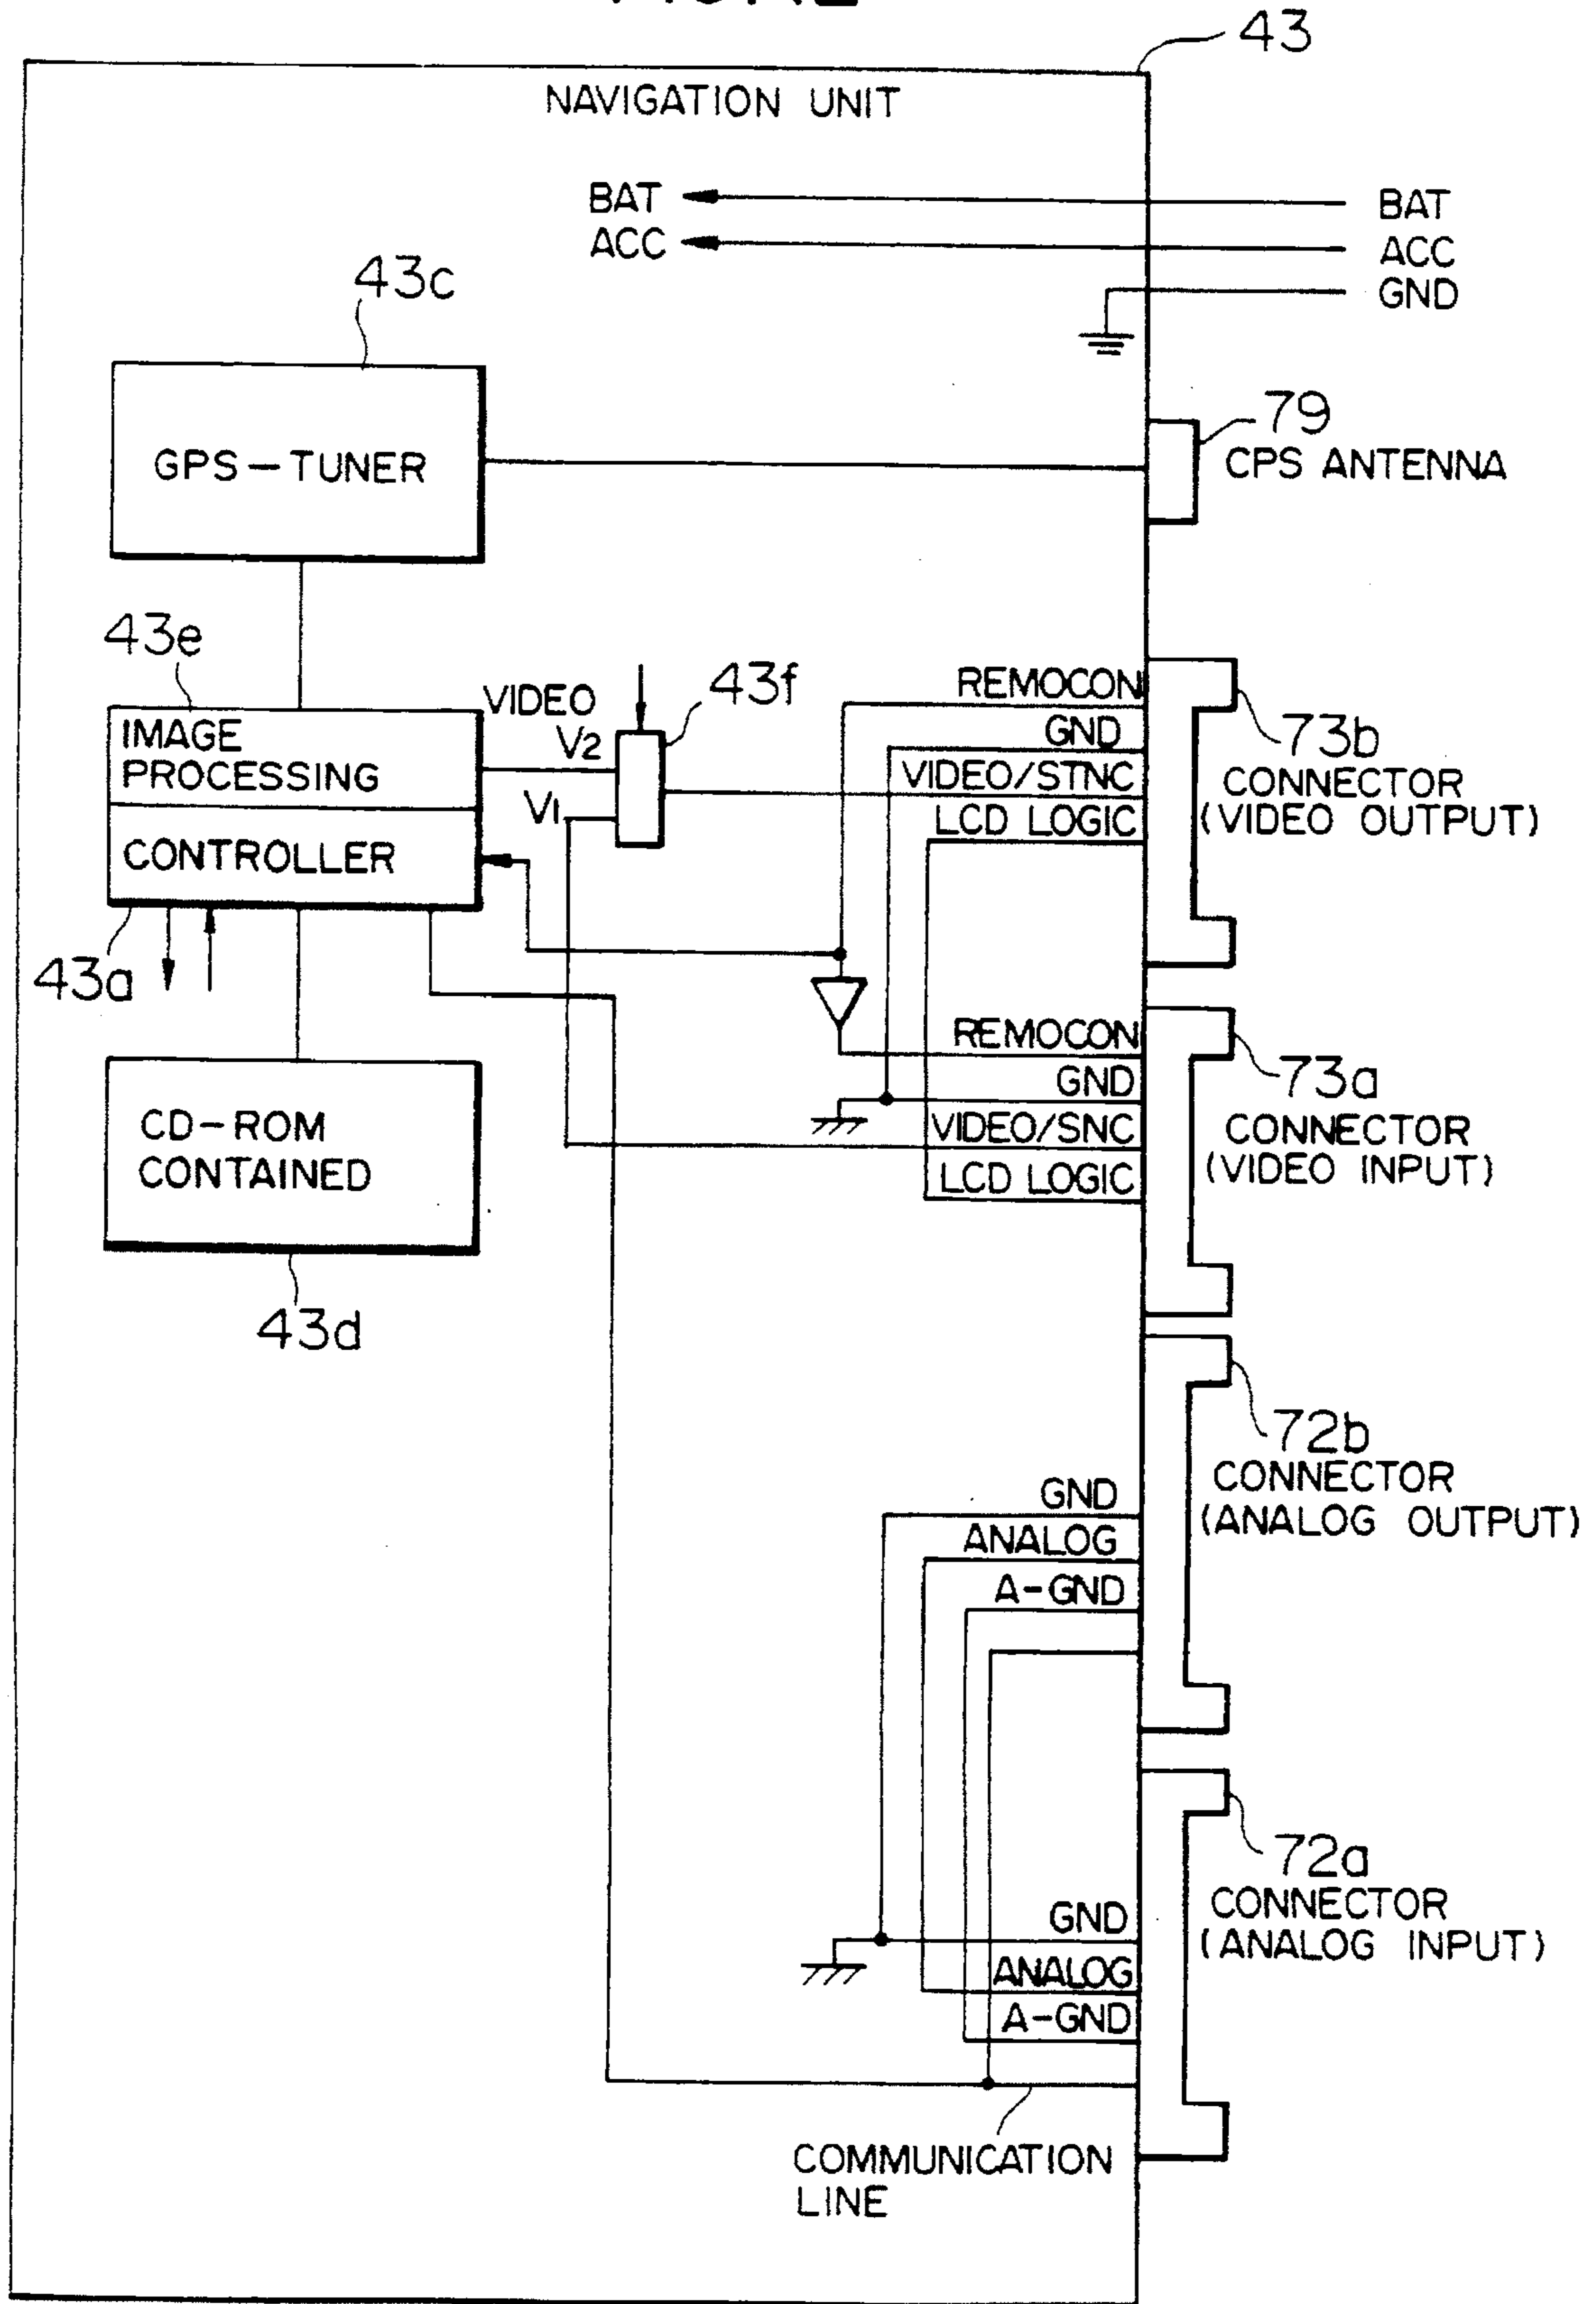 43
NAVIGATION UNIT
BAT
BAT
ACC
ACC
GND
43c
79
GPS-TUNER
CPS ANTENNA
43e
VIDEO
43f
REMOCON
73b
IMAGE
PROCESSING
V2
GND
CONNECTOR
(VIDEO OUTPUT)
V1
VIDEO/STNC
LCD LOGIC
CONTROLLER
43a
REMOCON
73a
GND
CONNECTOR
(VIDEO INPUT)
CD-ROM
CONTAINED
VIDEO/SNC
LCD LOGIC
43d
72b
CONNECTOR
(ANALOG OUTPUT)
GND
ANALOG
A-GND
72a
CONNECTOR
(ANALOG INPUT)
GND
ANALOG
A-GND
COMMUNICATION
LINE